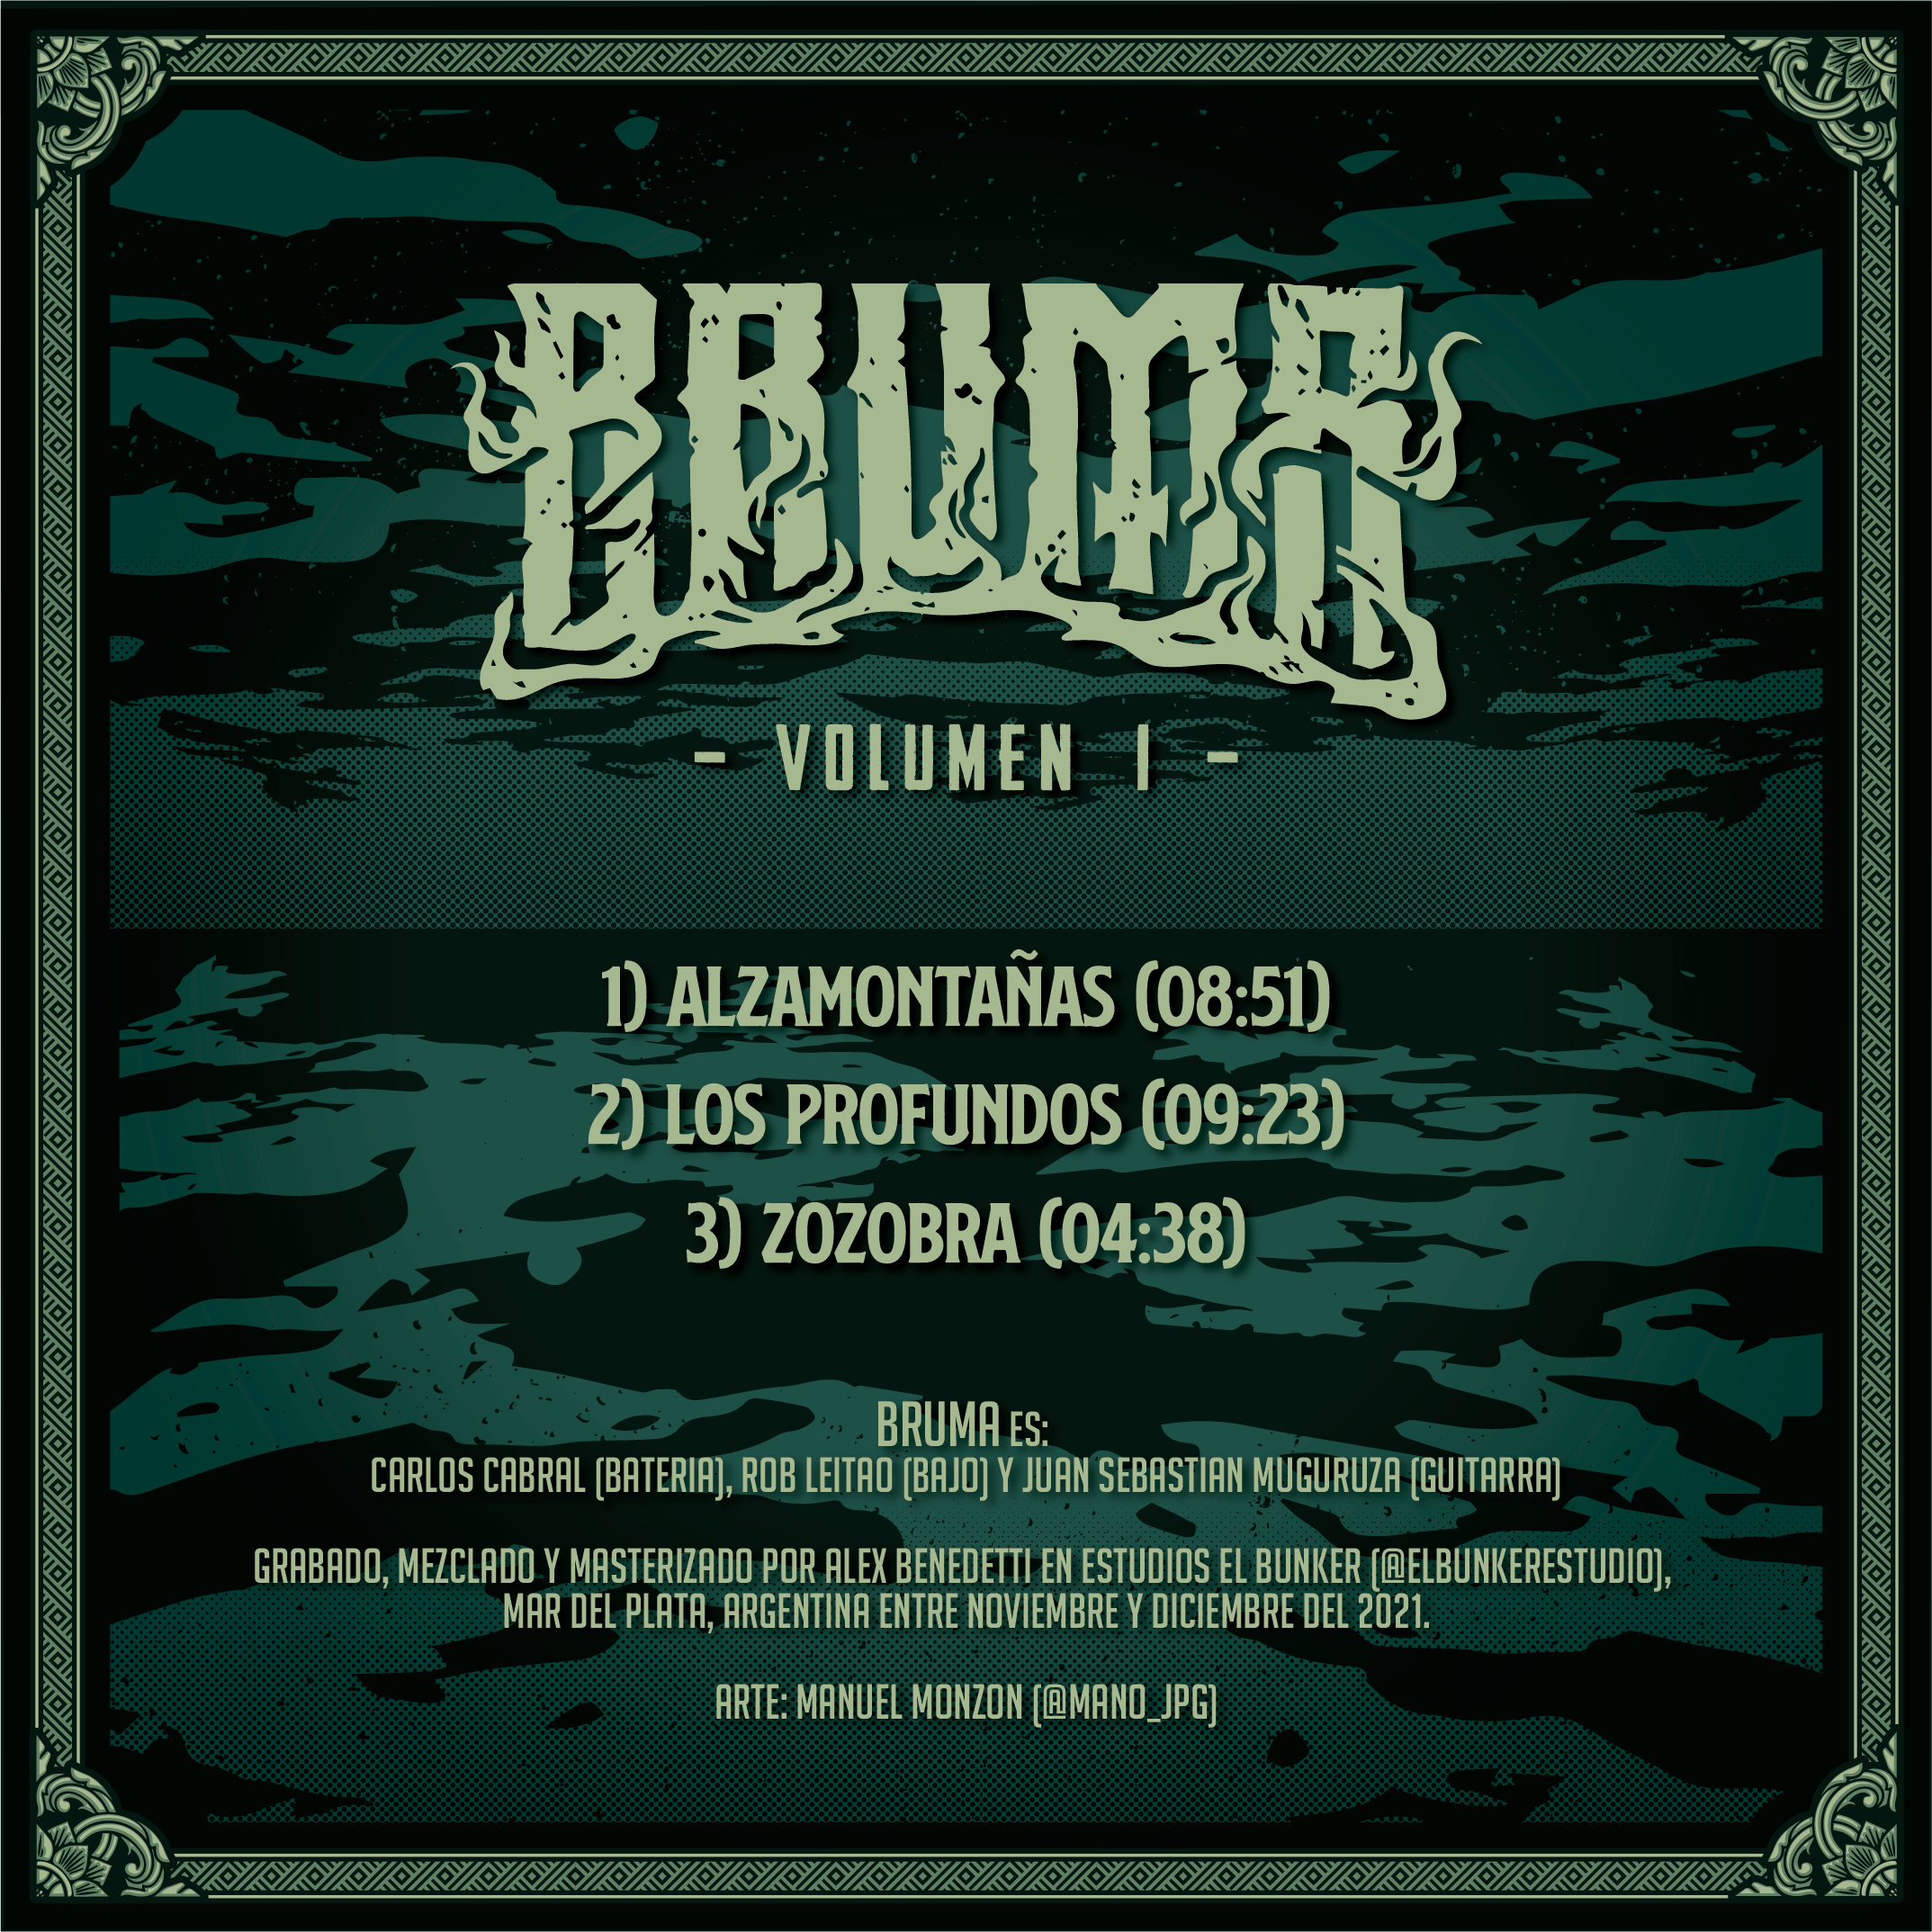 BRUMA
- VOLUMEN I -
1) ALZAMONTAÑAS (08:51)
2) LOS PROFUNDOS (09:23)
3) ZOZOBRA (04:38)
BRUMA ES:
CARLOS CABRAL (BATERIA), ROB LEITAO (BAJO) Y JUAN SEBASTIAN MUGURUZA (GUITARRA)
GRABADO, MEZCLADO Y MASTERIZADO POR ALEX BENEDETTI EN ESTUDIOS EL BUNKER (@ELBUNKERESTUDIO),
MAR DEL PLATA, ARGENTINA ENTRE NOVIEMBRE Y DICIEMBRE DEL 2021.
ARTE: MANUEL MONZON (@MANO_JPG)